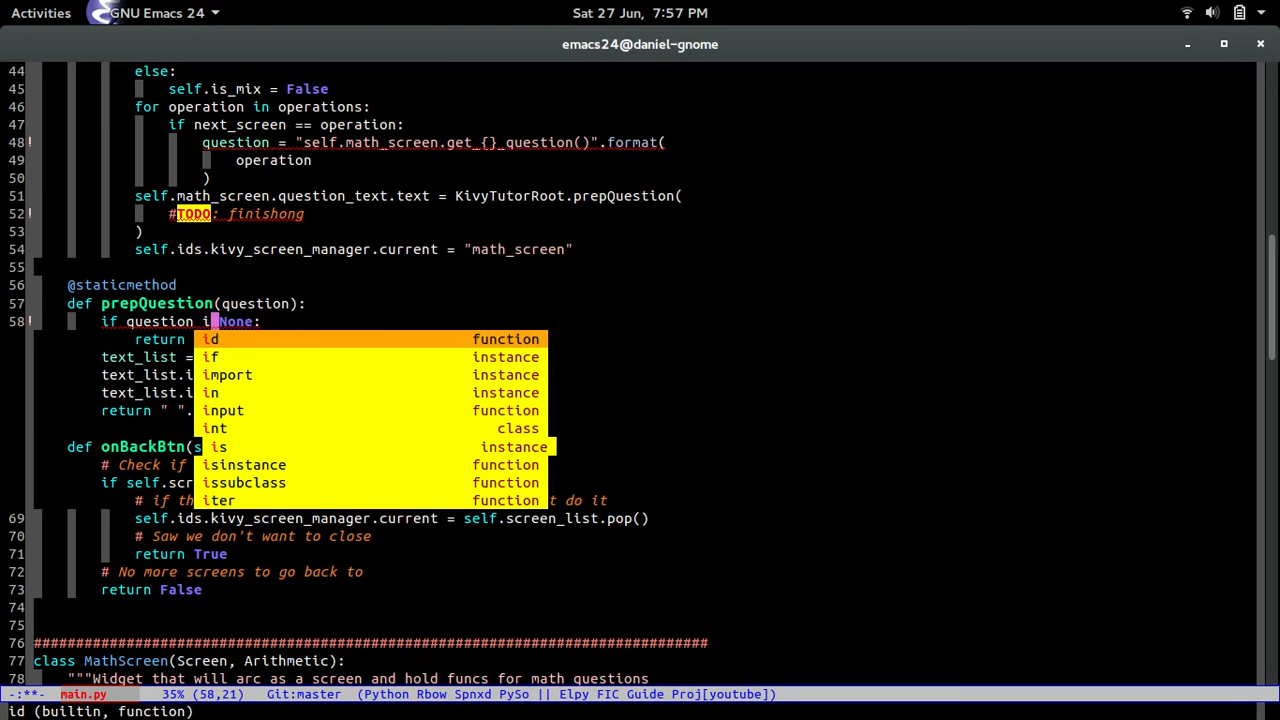 Activities GNU Emacs 24 Sat 27 Jun, 7:57 PM
emacs24@daniel-gnome
44 else:
45 self.is_mix = False
46 for operation in operations:
47 if next_screen == operation:
48 ! question = "self.math_screen.get_{}_question()".format(
49 operation
50 )
51 self.math_screen.question_text.text = KivyTutorRoot.prepQuestion(
52 ! #TODO: finishong
53 )
54 self.ids.kivy_screen_manager.current = "math_screen"
55
56 @staticmethod
57 def prepQuestion(question):
58 ! if question i None:
return id function
text_list = if instance
text_list.i import instance
text_list.i in instance
return " ". input function
int class
def onBackBtn(s is instance
# Check if isinstance function
if self.scr issubclass function
# if th iter function t do it
69 self.ids.kivy_screen_manager.current = self.screen_list.pop()
70 # Saw we don't want to close
71 return True
72 # No more screens to go back to
73 return False
74
75
76 ################################################################################
77 class MathScreen(Screen, Arithmetic):
78 """Widget that will arc as a screen and hold funcs for math questions
-:**- main.py 35% (58,21) Git:master (Python Rbow Spnxd PySo || Elpy FIC Guide Proj[youtube])
id (builtin, function)